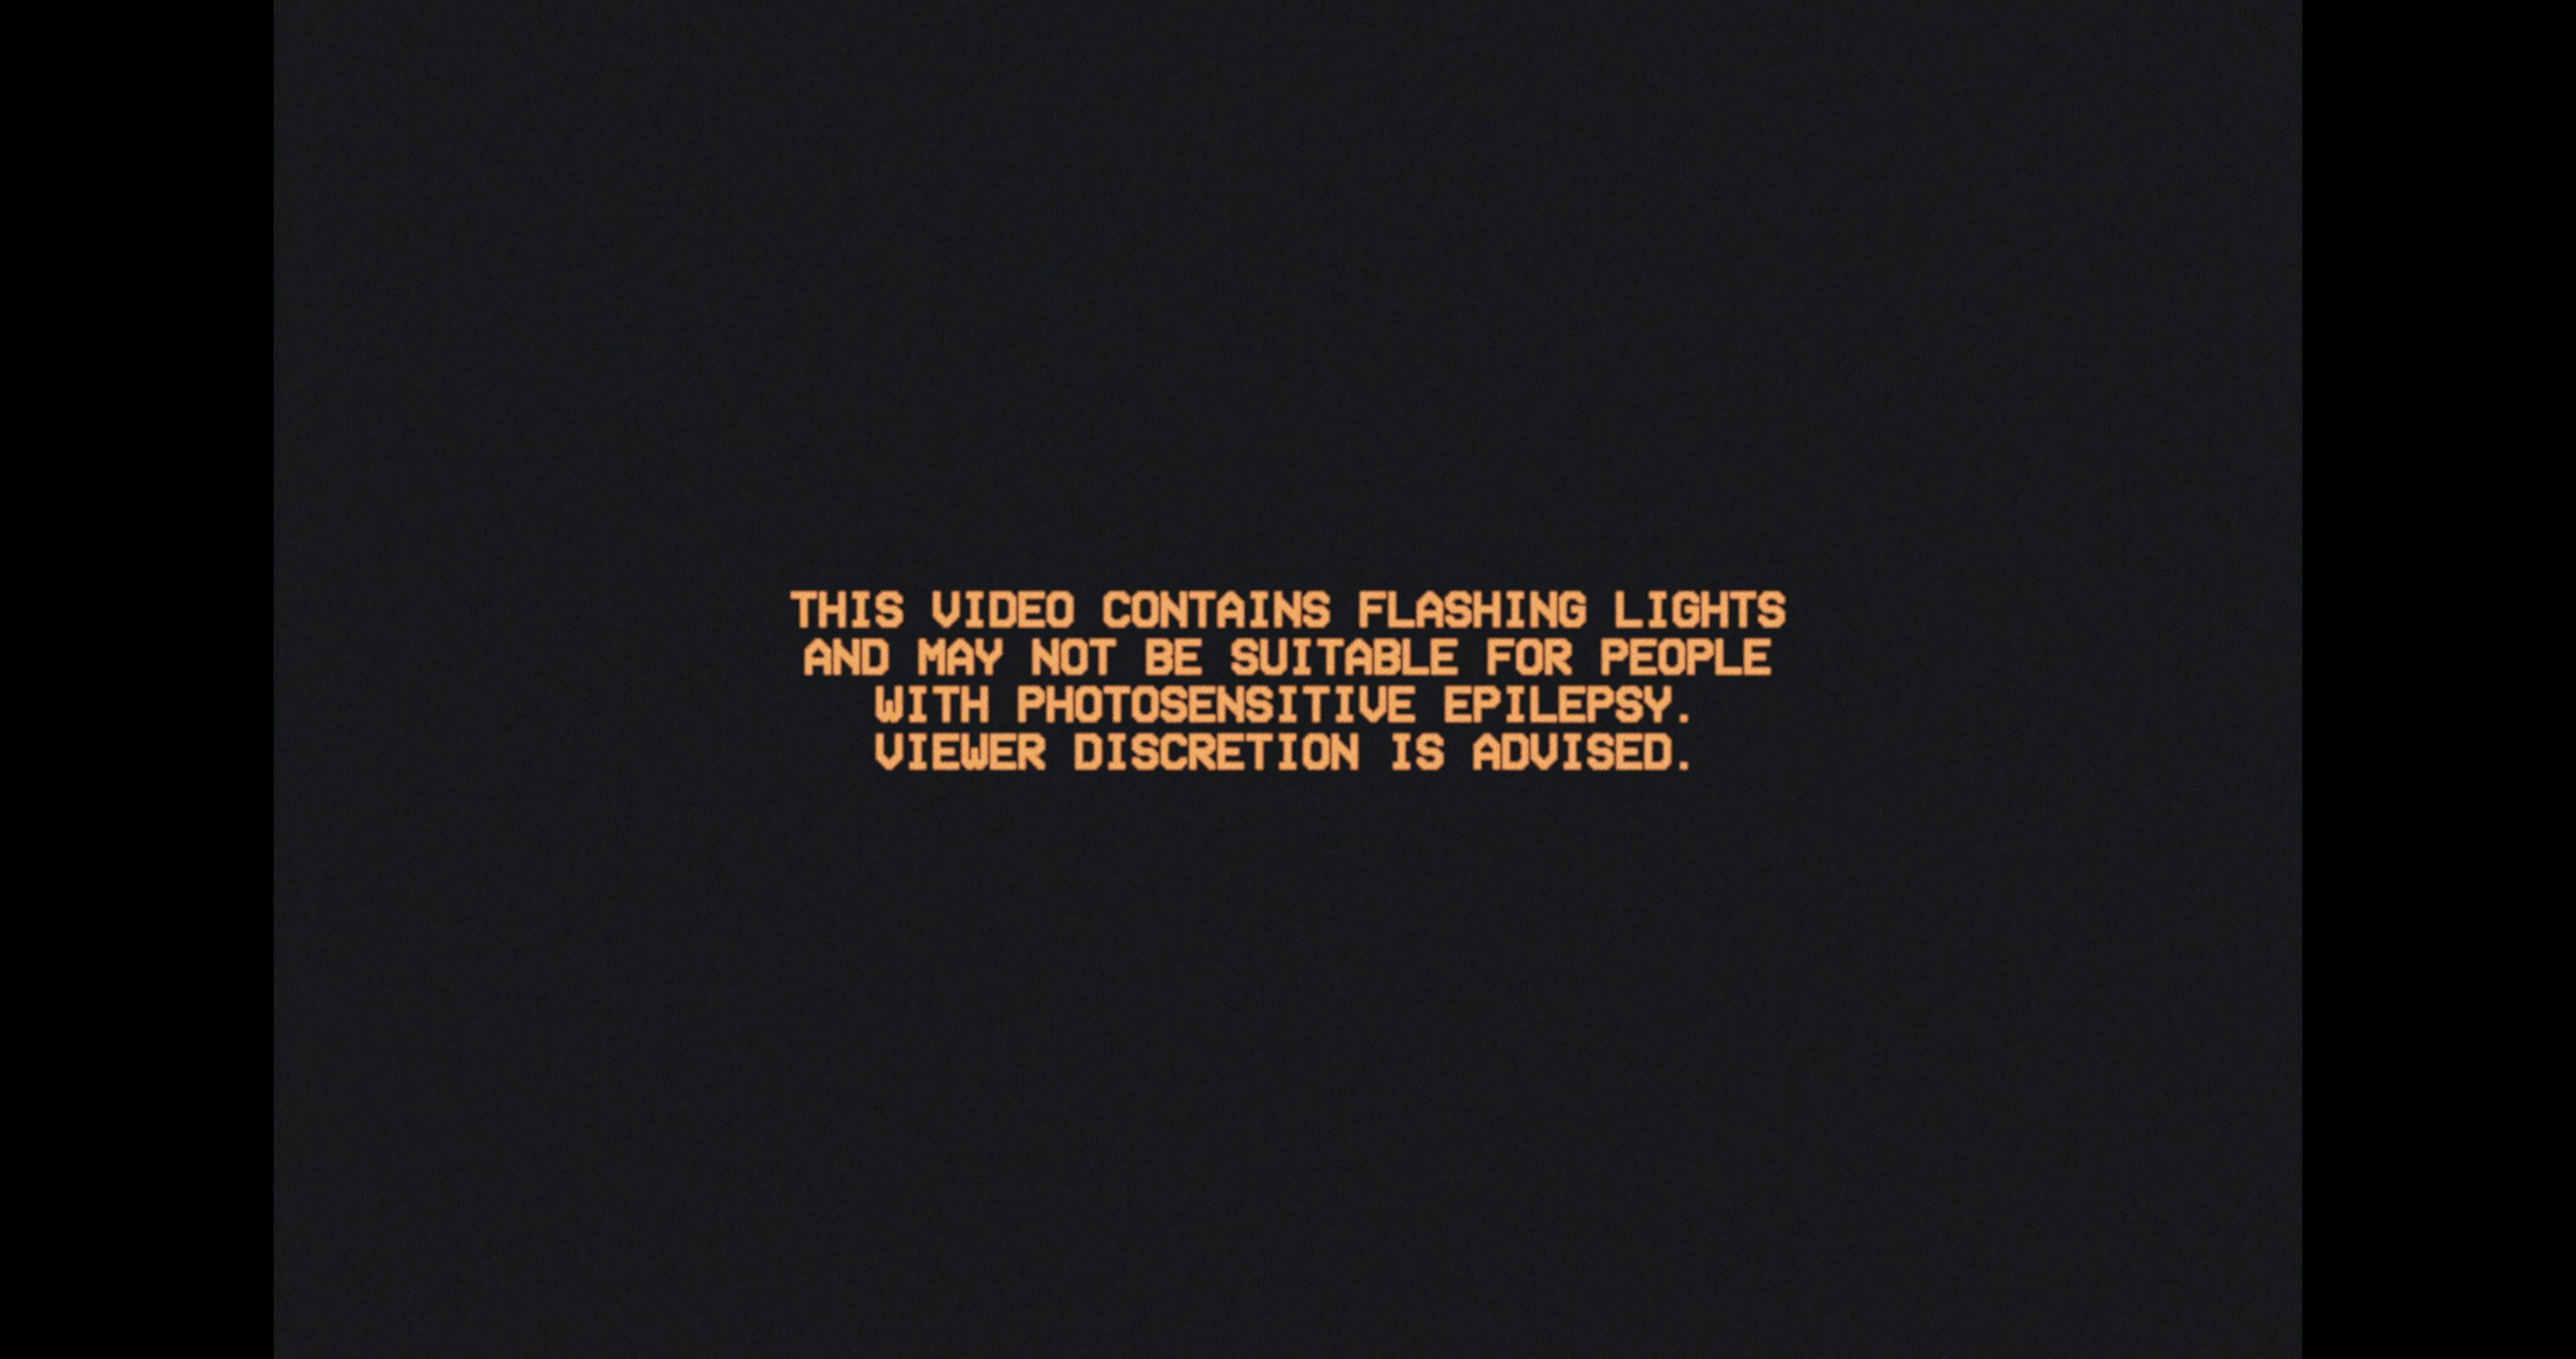 THIS VIDEO CONTAINS FLASHING LIGHTS
AND MAY NOT BE SUITABLE FOR PEOPLE
WITH PHOTOSENSITIVE EPILEPSY.
VIEWER DISCRETION IS ADVISED.